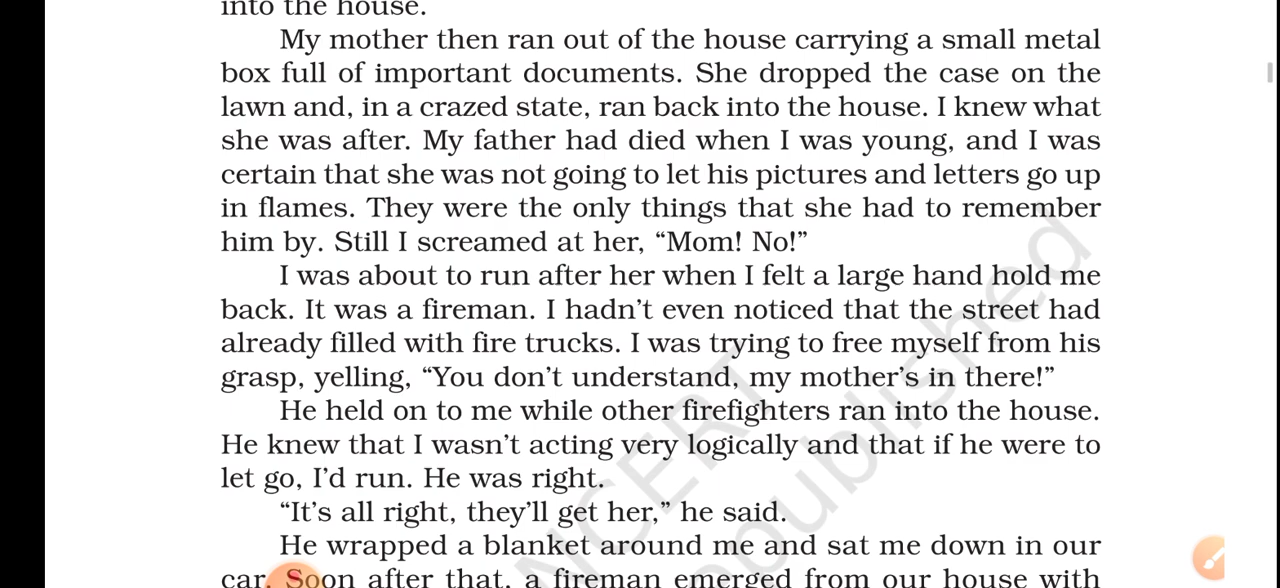 into the house.
My mother then ran out of the house carrying a small metal
box full of important documents. She dropped the case on the
lawn and, in a crazed state, ran back into the house. I knew what
she was after. My father had died when I was young, and I was
certain that she was not going to let his pictures and letters go up
in flames. They were the only things that she had to remember
him by. Still I screamed at her, “Mom! No!”
I was about to run after her when I felt a large hand hold me
back. It was a fireman. I hadn’t even noticed that the street had
already filled with fire trucks. I was trying to free myself from his
grasp, yelling, “You don’t understand, my mother’s in there!”
He held on to me while other firefighters ran into the house.
He knew that I wasn’t acting very logically and that if he were to
let go, I’d run. He was right.
“It’s all right, they’ll get her,” he said.
He wrapped a blanket around me and sat me down in our
car. Soon after that, a fireman emerged from our house with
NCERT
published